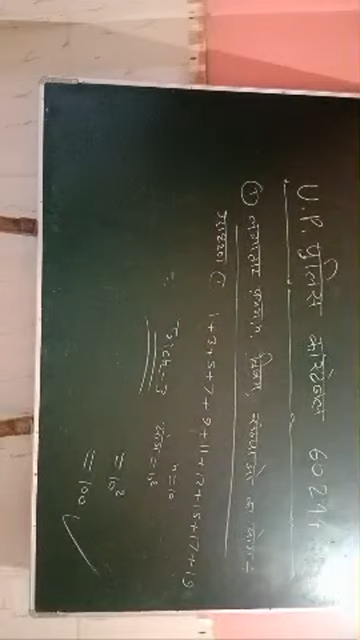 U.P. पुलिस कांस्टेबल 60244
① लगातार क्रमागत विषम संख्याओं का योग =
उदाहरण ① 1+3+5+7+9+11+13+15+17+19
n=10
Trick-3 योग = n²
= 10²
= 100